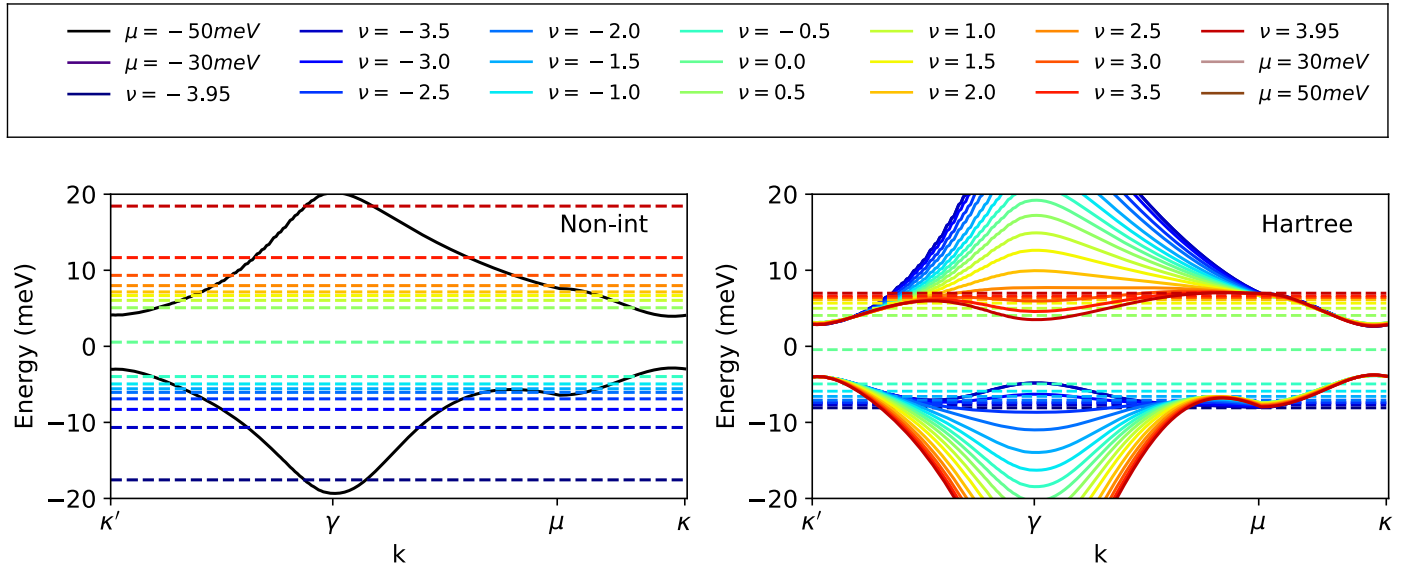 μ = − 50meV ν = − 3.5 ν = − 2.0 ν = − 0.5 ν = 1.0 ν = 2.5 ν = 3.95
μ = − 30meV ν = − 3.0 ν = − 1.5 ν = 0.0 ν = 1.5 ν = 3.0 μ = 30meV
ν = − 3.95 ν = − 2.5 ν = − 1.0 ν = 0.5 ν = 2.0 ν = 3.5 μ = 50meV
Energy (meV)
20
10
0
−10
−20
Non-int
κ′ γ μ κ
k
Energy (meV)
20
10
0
−10
−20
Hartree
κ′ γ μ κ
k